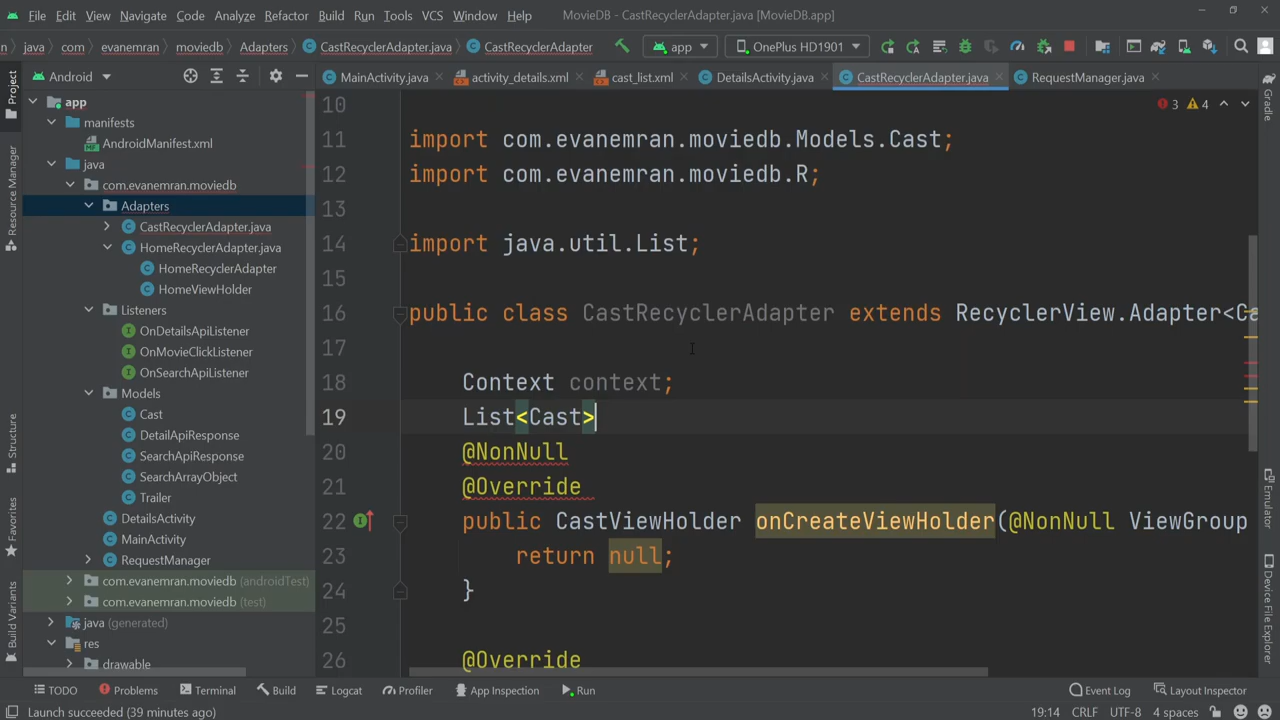 File Edit View Navigate Code Analyze Refactor Build Run Tools VCS Window Help MovieDB - CastRecyclerAdapter.java [MovieDB.app]
n java com evanemran moviedb Adapters CastRecyclerAdapter.java CastRecyclerAdapter app OnePlus HD1901
Android MainActivity.java activity_details.xml cast_list.xml DetailsActivity.java CastRecyclerAdapter.java RequestManager.java
Project
Resource Manager
Structure
Favorites
Build Variants
app
manifests
AndroidManifest.xml
java
com.evanemran.moviedb
Adapters
CastRecyclerAdapter.java
HomeRecyclerAdapter.java
HomeRecyclerAdapter
HomeViewHolder
Listeners
OnDetailsApiListener
OnMovieClickListener
OnSearchApiListener
Models
Cast
DetailApiResponse
SearchApiResponse
SearchArrayObject
Trailer
DetailsActivity
MainActivity
RequestManager
com.evanemran.moviedb (androidTest)
com.evanemran.moviedb (test)
java (generated)
res
drawable
3 4
10
11 import com.evanemran.moviedb.Models.Cast;
12 import com.evanemran.moviedb.R;
13
14 import java.util.List;
15
16 public class CastRecyclerAdapter extends RecyclerView.Adapter<Ca
17
18 Context context;
19 List<Cast>
20 @NonNull
21 @Override
22 public CastViewHolder onCreateViewHolder(@NonNull ViewGroup
23 return null;
24 }
25
26 @Override
Gradle
Emulator
Device File Explorer
TODO Problems Terminal Build Logcat Profiler App Inspection Run Event Log Layout Inspector
Launch succeeded (39 minutes ago) 19:14 CRLF UTF-8 4 spaces